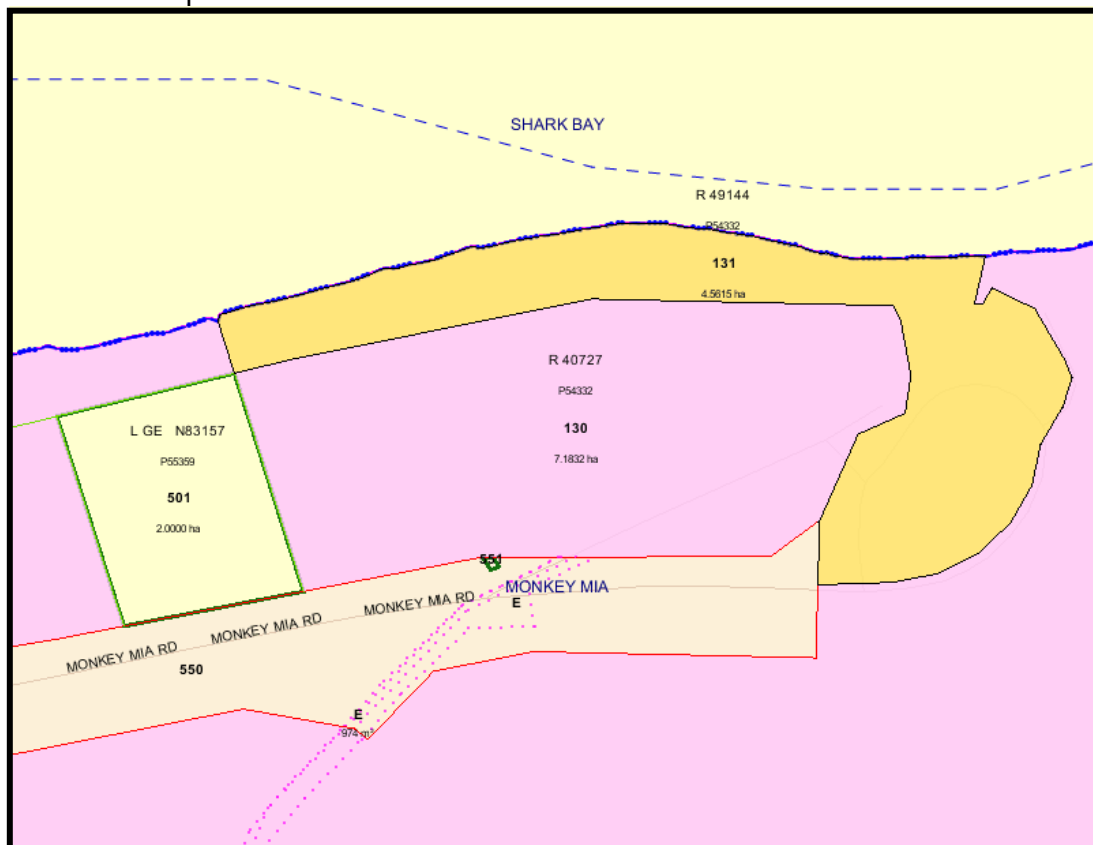 SHARK BAY
R 49144
P54332
131
4.5615 ha
R 40727
P54332
130
7.1832 ha
L GE N83157
P55359
501
2.0000 ha
551
MONKEY MIA
E
MONKEY MIA RD
MONKEY MIA RD
MONKEY MIA RD
550
E
974 m²